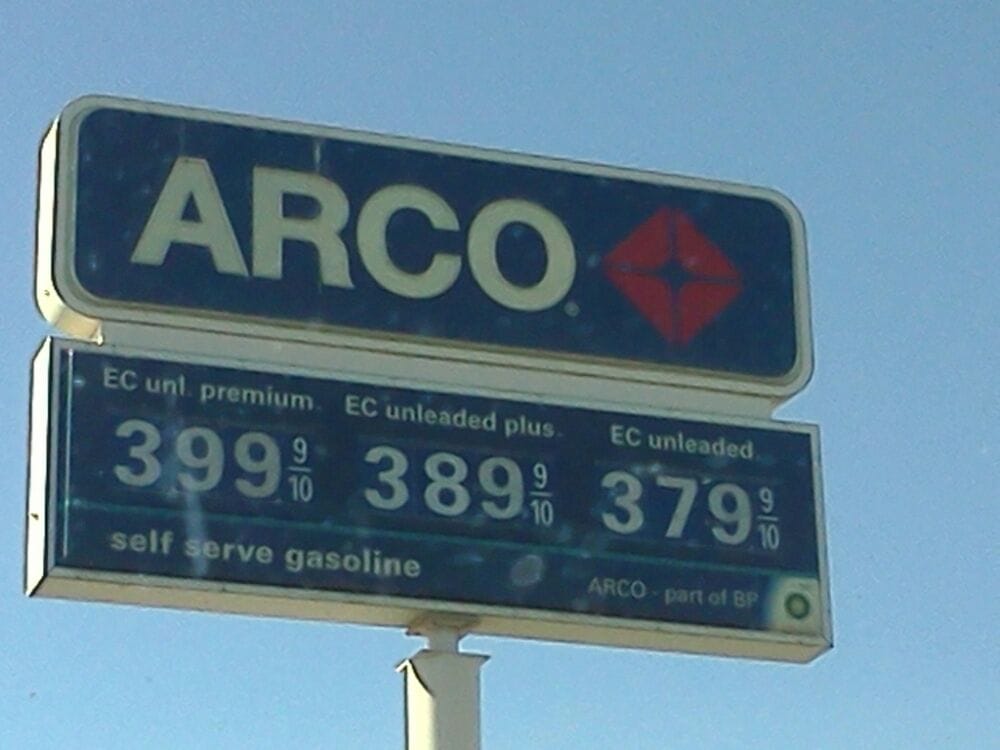 ARCO
EC unl. premium
EC unleaded plus
EC unleaded
399 9/10
389 9/10
379 9/10
self serve gasoline
ARCO - part of BP